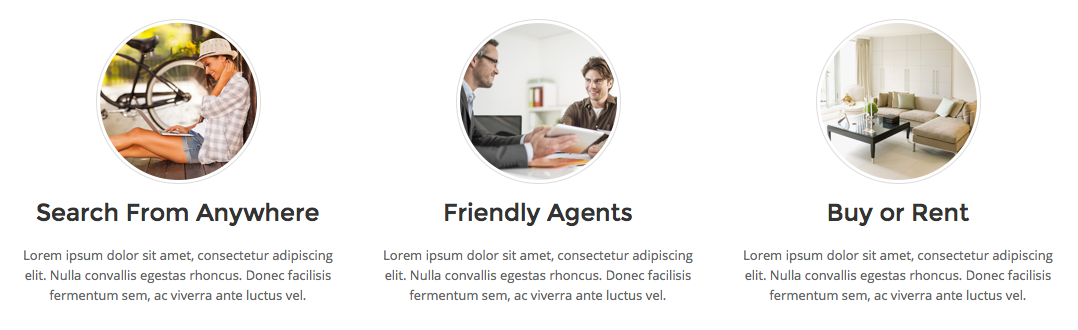 Search From Anywhere
Lorem ipsum dolor sit amet, consectetur adipiscing
elit. Nulla convallis egestas rhoncus. Donec facilisis
fermentum sem, ac viverra ante luctus vel.
Friendly Agents
Lorem ipsum dolor sit amet, consectetur adipiscing
elit. Nulla convallis egestas rhoncus. Donec facilisis
fermentum sem, ac viverra ante luctus vel.
Buy or Rent
Lorem ipsum dolor sit amet, consectetur adipiscing
elit. Nulla convallis egestas rhoncus. Donec facilisis
fermentum sem, ac viverra ante luctus vel.